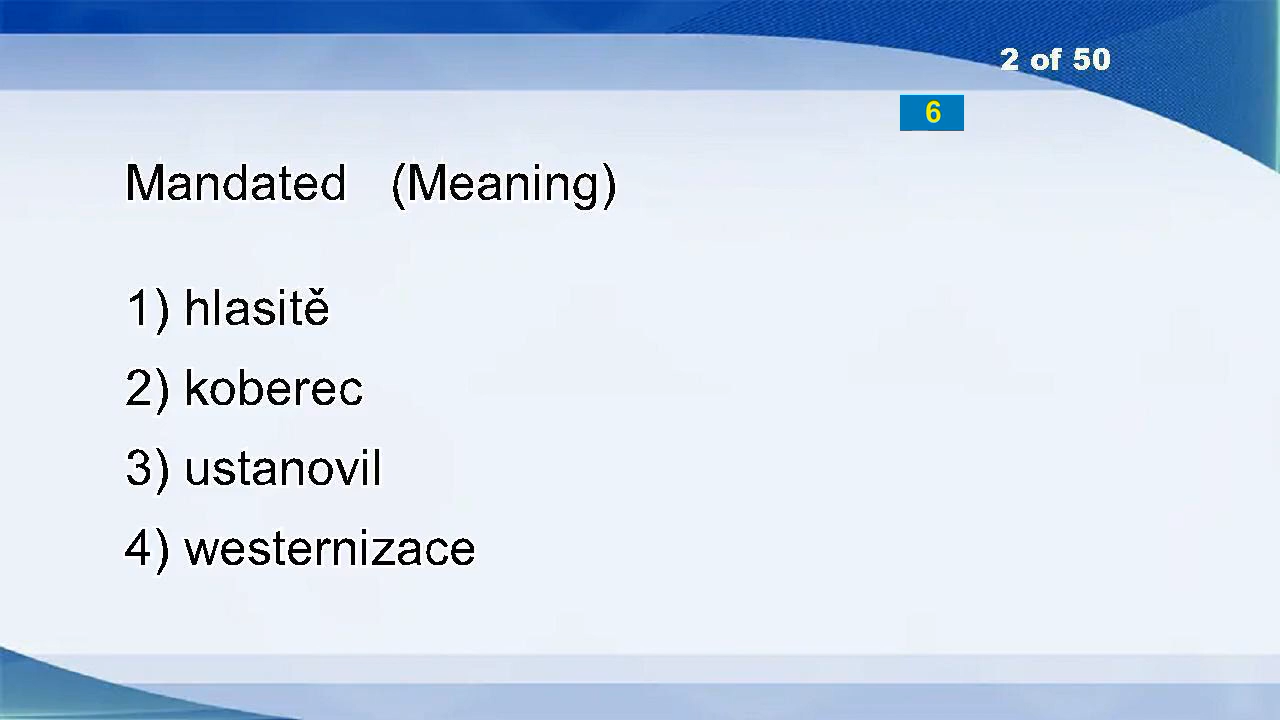 2 of 50
6
Mandated (Meaning)
1) hlasitě
2) koberec
3) ustanovil
4) westernizace